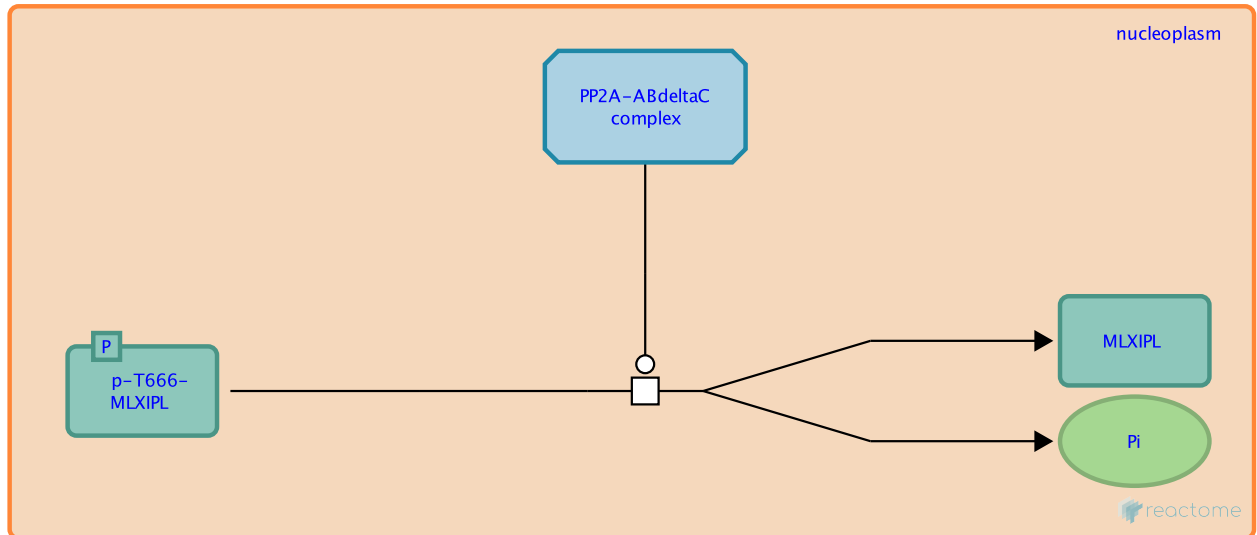 nucleoplasm
PP2A-ABdeltaC
complex
P
p-T666-
MLXIPL
MLXIPL
Pi
reactome